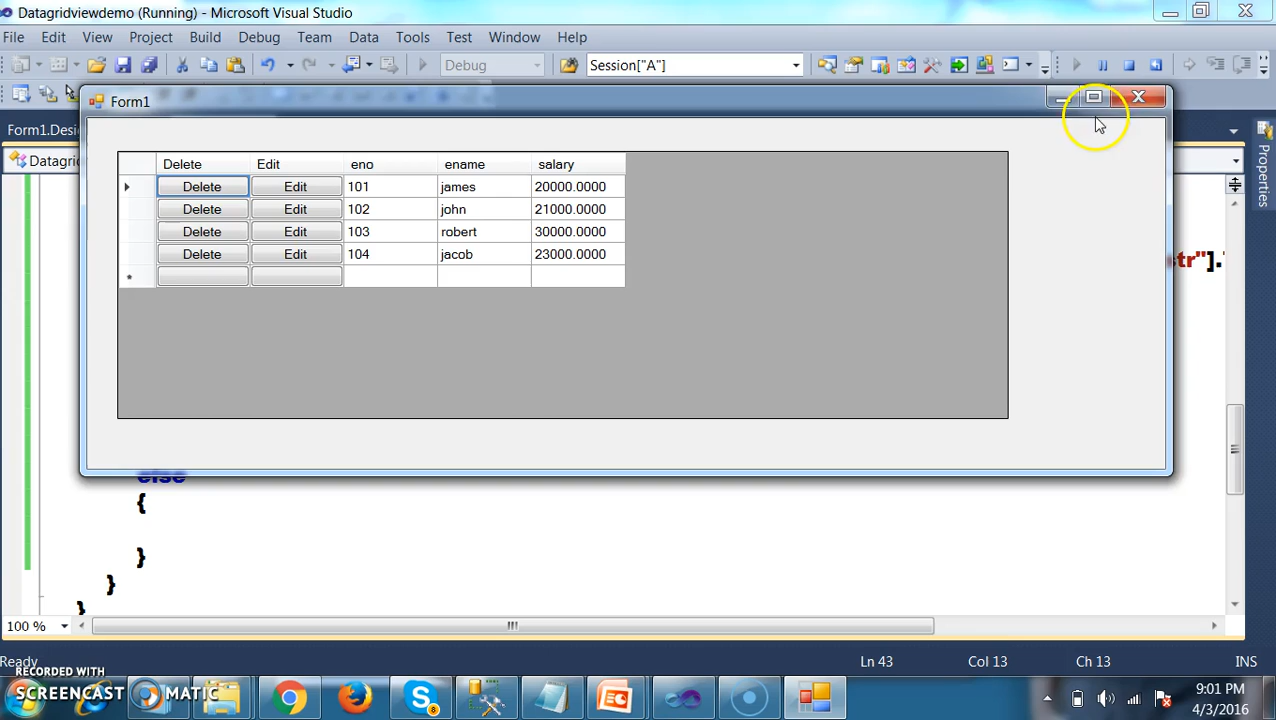 Datagridviewdemo (Running) - Microsoft Visual Studio
File Edit View Project Build Debug Team Data Tools Test Window Help
Debug Session["A"]
Form1
Form1.Desi
Datag
Properties
Delete Edit eno ename salary
Delete Edit 101 james 20000.0000
Delete Edit 102 john 21000.0000
Delete Edit 103 robert 30000.0000
Delete Edit 104 jacob 23000.0000
*
str"].
else
{
}
}
}
100 %
Ready Ln 43 Col 13 Ch 13 INS
RECORDED WITH
SCREENCAST MATIC
9:01 PM
4/3/2016